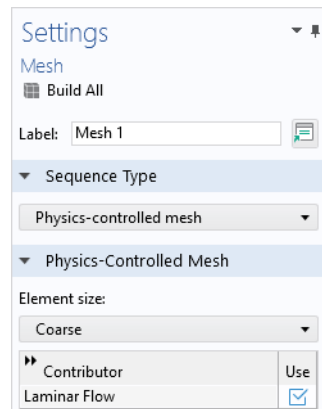 Settings
Mesh
Build All
Label: Mesh 1
Sequence Type
Physics-controlled mesh
Physics-Controlled Mesh
Element size:
Coarse
Contributor Use
Laminar Flow